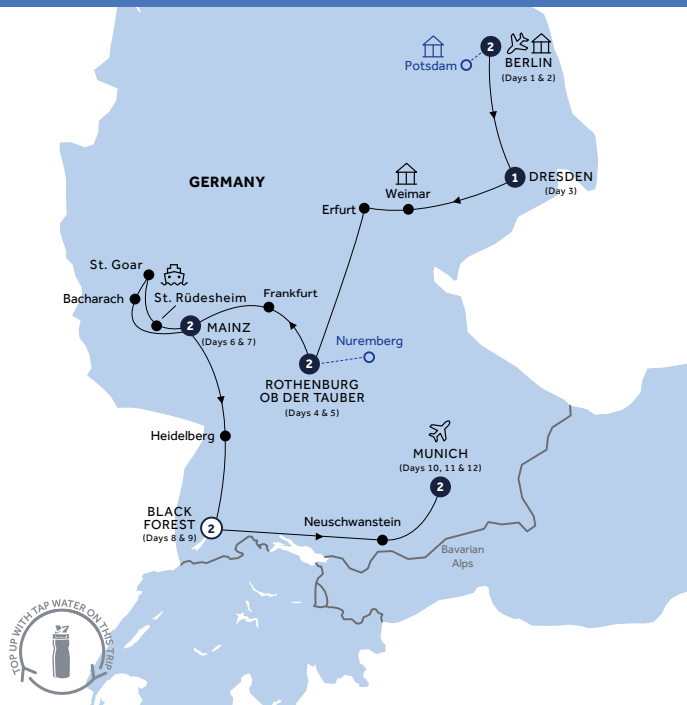 2
BERLIN
(Days 1 & 2)
Potsdam
GERMANY
1
DRESDEN
(Day 3)
Weimar
Erfurt
St. Goar
Bacharach
St. Rüdesheim
Frankfurt
2
MAINZ
(Days 6 & 7)
Nuremberg
2
ROTHENBURG
OB DER TAUBER
(Days 4 & 5)
Heidelberg
MUNICH
(Days 10, 11 & 12)
2
BLACK
FOREST
(Days 8 & 9)
2
Neuschwanstein
Bavarian
Alps
TOP UP WITH TAP WATER ON THIS TRIP